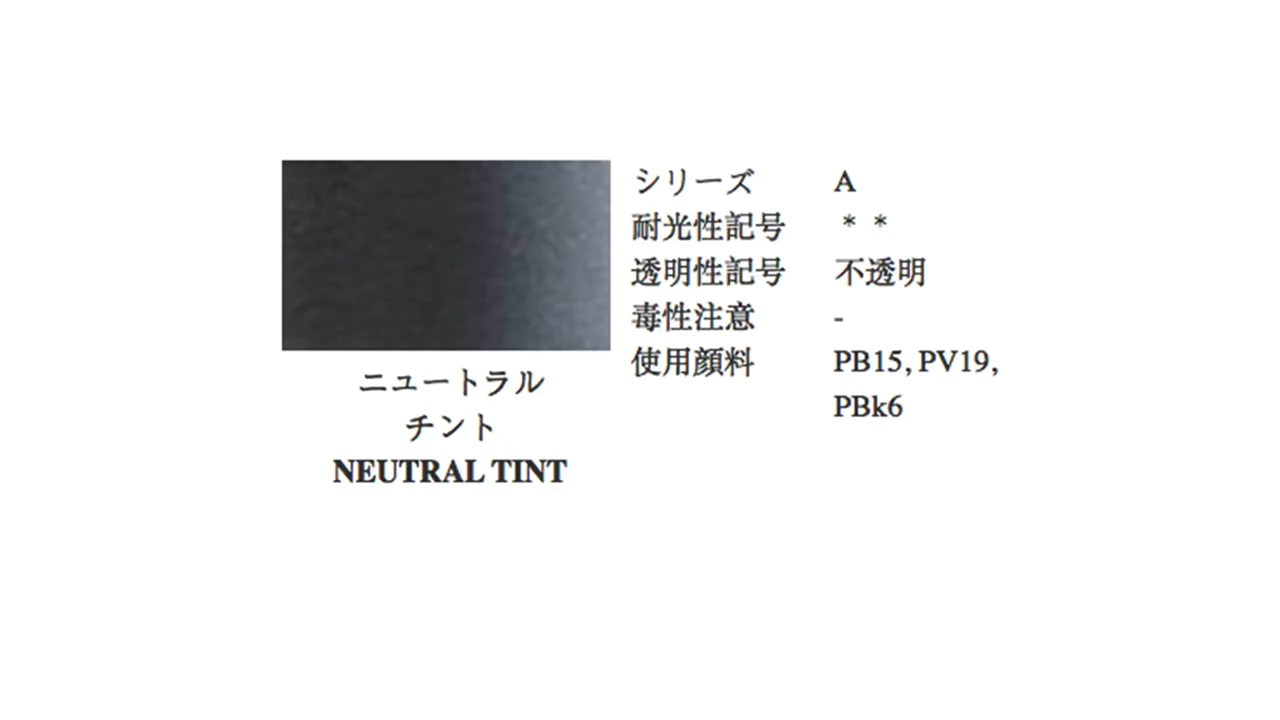 シリーズ A
耐光性記号 * *
透明性記号 不透明
毒性注意 -
使用顔料 PB15, PV19,
PBk6
ニュートラル
チント
NEUTRAL TINT